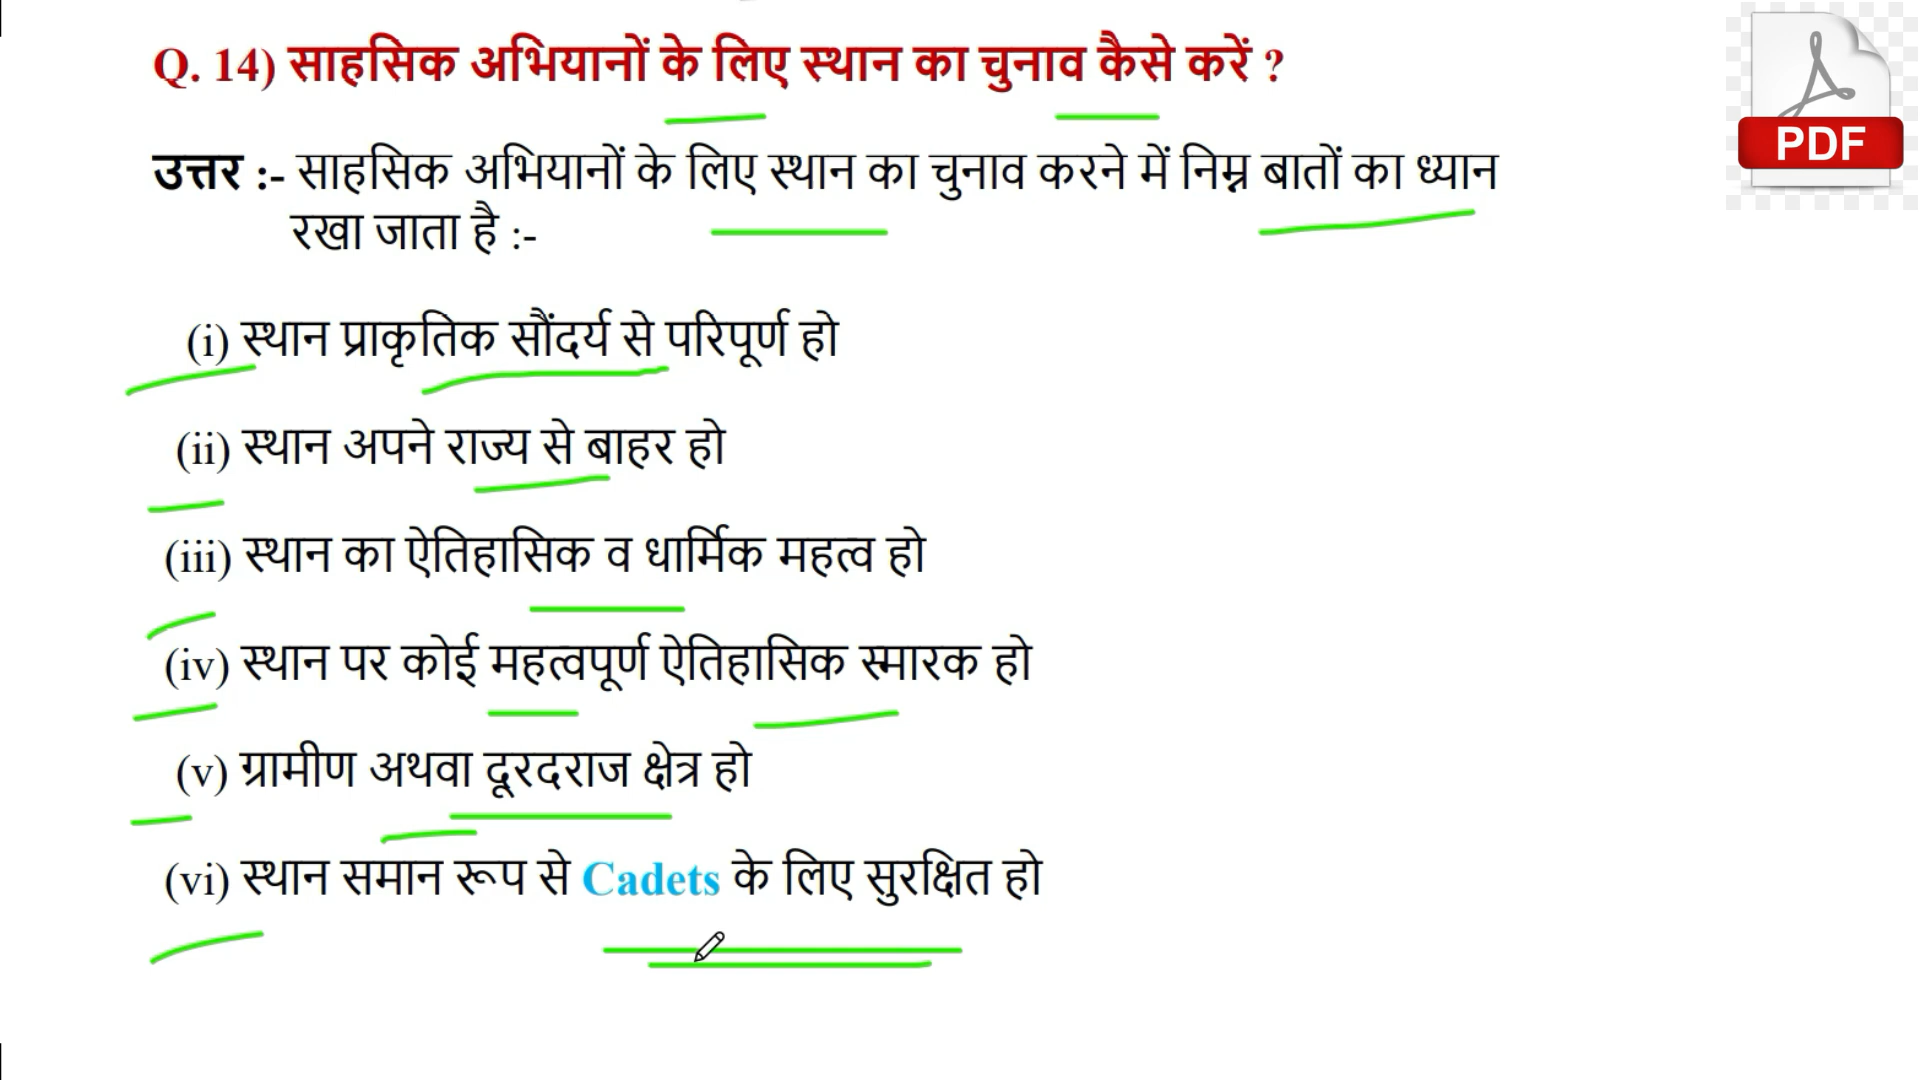 Q. 14) साहसिक अभियानों के लिए स्थान का चुनाव कैसे करें ?
PDF
उत्तर :- साहसिक अभियानों के लिए स्थान का चुनाव करने में निम्न बातों का ध्यान
रखा जाता है :-
(i) स्थान प्राकृतिक सौंदर्य से परिपूर्ण हो
(ii) स्थान अपने राज्य से बाहर हो
(iii) स्थान का ऐतिहासिक व धार्मिक महत्व हो
(iv) स्थान पर कोई महत्वपूर्ण ऐतिहासिक स्मारक हो
(v) ग्रामीण अथवा दूरदराज क्षेत्र हो
(vi) स्थान समान रूप से Cadets के लिए सुरक्षित हो